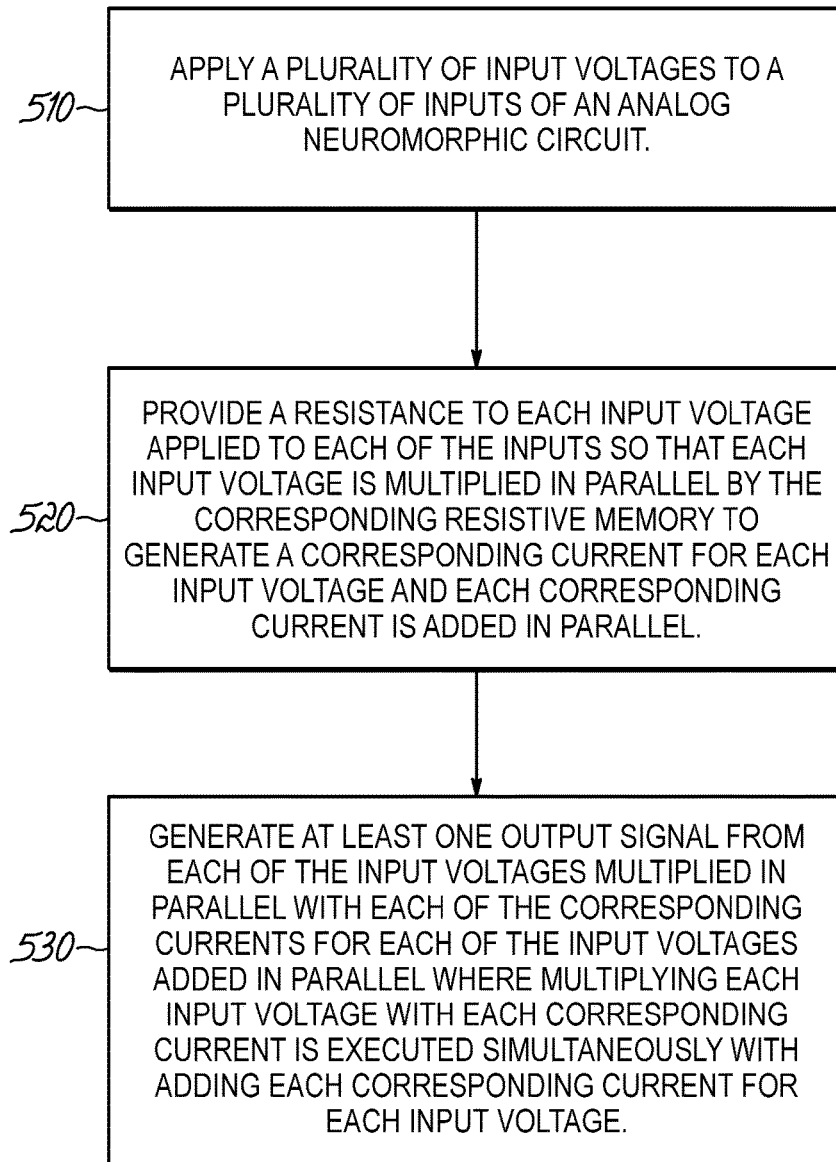 APPLY A PLURALITY OF INPUT VOLTAGES TO A
PLURALITY OF INPUTS OF AN ANALOG
NEUROMORPHIC CIRCUIT.
510
PROVIDE A RESISTANCE TO EACH INPUT VOLTAGE
APPLIED TO EACH OF THE INPUTS SO THAT EACH
INPUT VOLTAGE IS MULTIPLIED IN PARALLEL BY THE
CORRESPONDING RESISTIVE MEMORY TO
GENERATE A CORRESPONDING CURRENT FOR EACH
INPUT VOLTAGE AND EACH CORRESPONDING
CURRENT IS ADDED IN PARALLEL.
520
GENERATE AT LEAST ONE OUTPUT SIGNAL FROM
EACH OF THE INPUT VOLTAGES MULTIPLIED IN
PARALLEL WITH EACH OF THE CORRESPONDING
CURRENTS FOR EACH OF THE INPUT VOLTAGES
ADDED IN PARALLEL WHERE MULTIPLYING EACH
INPUT VOLTAGE WITH EACH CORRESPONDING
CURRENT IS EXECUTED SIMULTANEOUSLY WITH
ADDING EACH CORRESPONDING CURRENT FOR
EACH INPUT VOLTAGE.
530